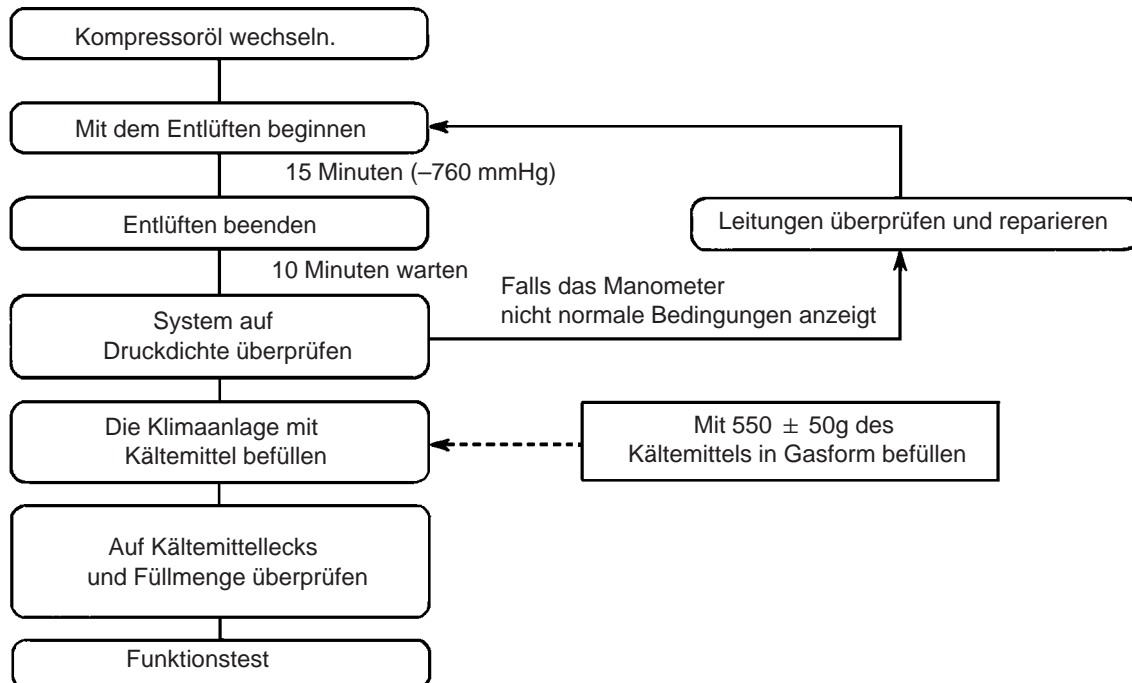 Kompressoröl wechseln.
Mit dem Entlüften beginnen
15 Minuten (–760 mmHg)
Entlüften beenden
Leitungen überprüfen und reparieren
10 Minuten warten
Falls das Manometer
nicht normale Bedingungen anzeigt
System auf
Druckdichte überprüfen
Die Klimaanlage mit
Kältemittel befüllen
Mit 550 ± 50g des
Kältemittels in Gasform befüllen
Auf Kältemittellecks
und Füllmenge überprüfen
Funktionstest